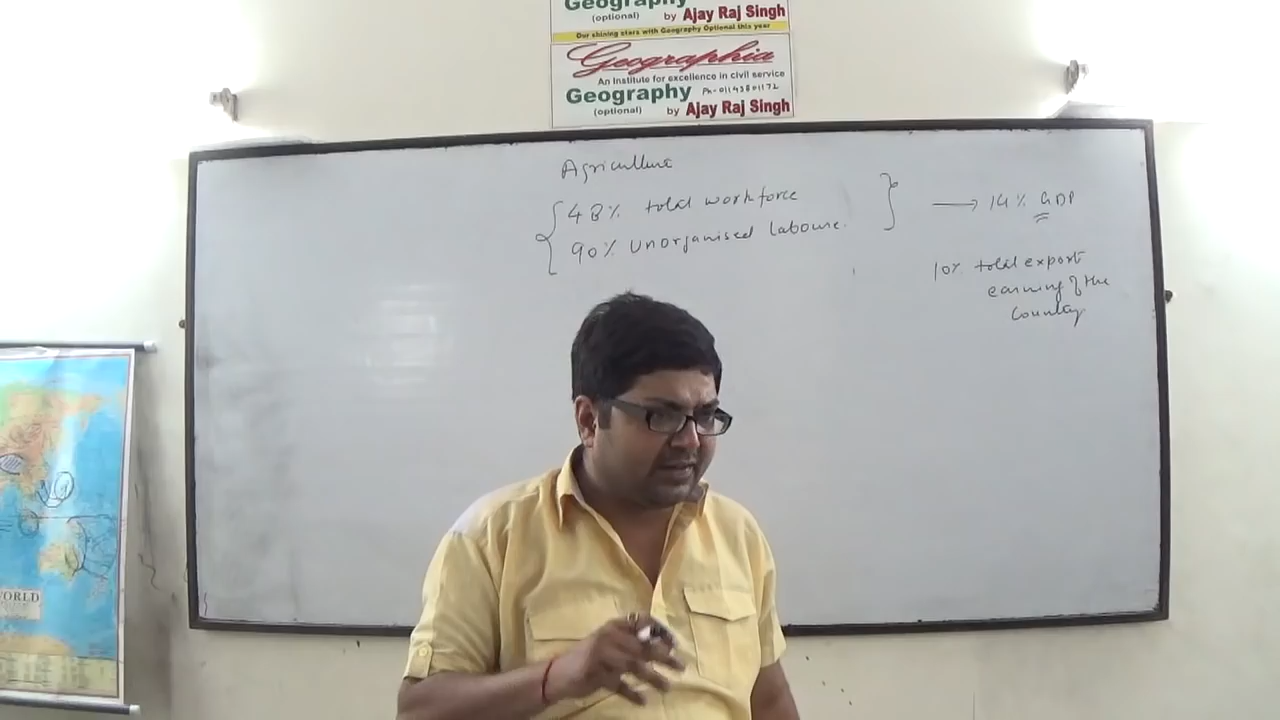 Geography
(optional) by Ajay Raj Singh
Our shining stars with Geography Optional this year
Geographia
An Institute for excellence in civil service
Geography Ph-01143801172
(optional) by Ajay Raj Singh
Agriculture
48% total workforce
90% unorganised labour
→ 14% GDP
10% total export
earning of the
country
WORLD